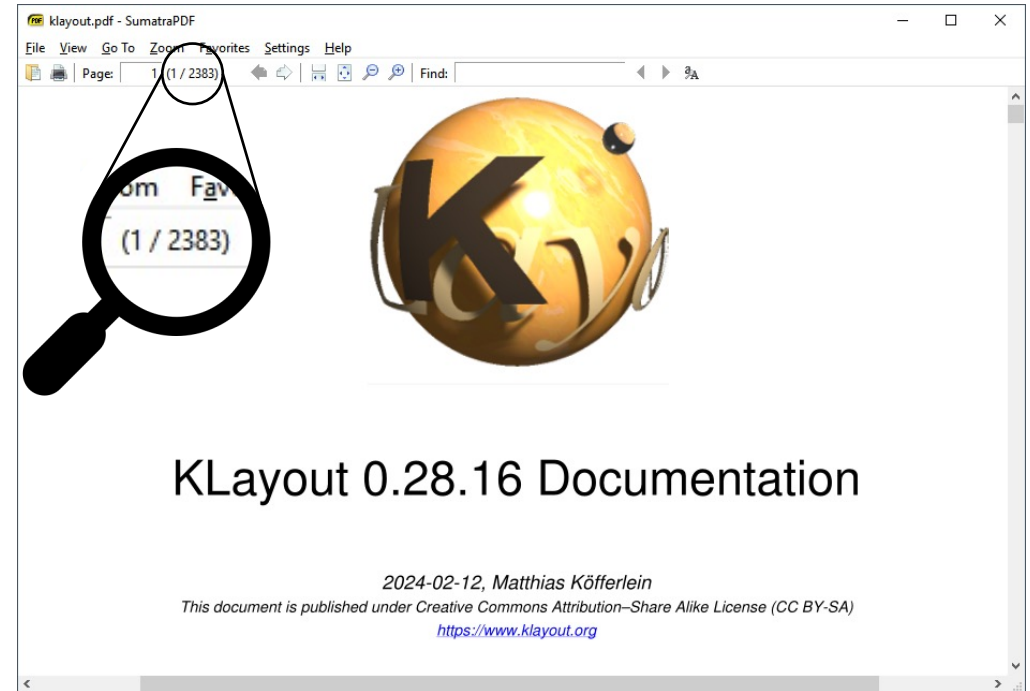 klayout.pdf - SumatraPDF
File View Go To Zoom Favorites Settings Help
Page: 1 (1 / 2383) Find:
om Fav
(1 / 2383)
KLayout
KLayout 0.28.16 Documentation
2024-02-12, Matthias Köfferlein
This document is published under Creative Commons Attribution–Share Alike License (CC BY-SA)
https://www.klayout.org